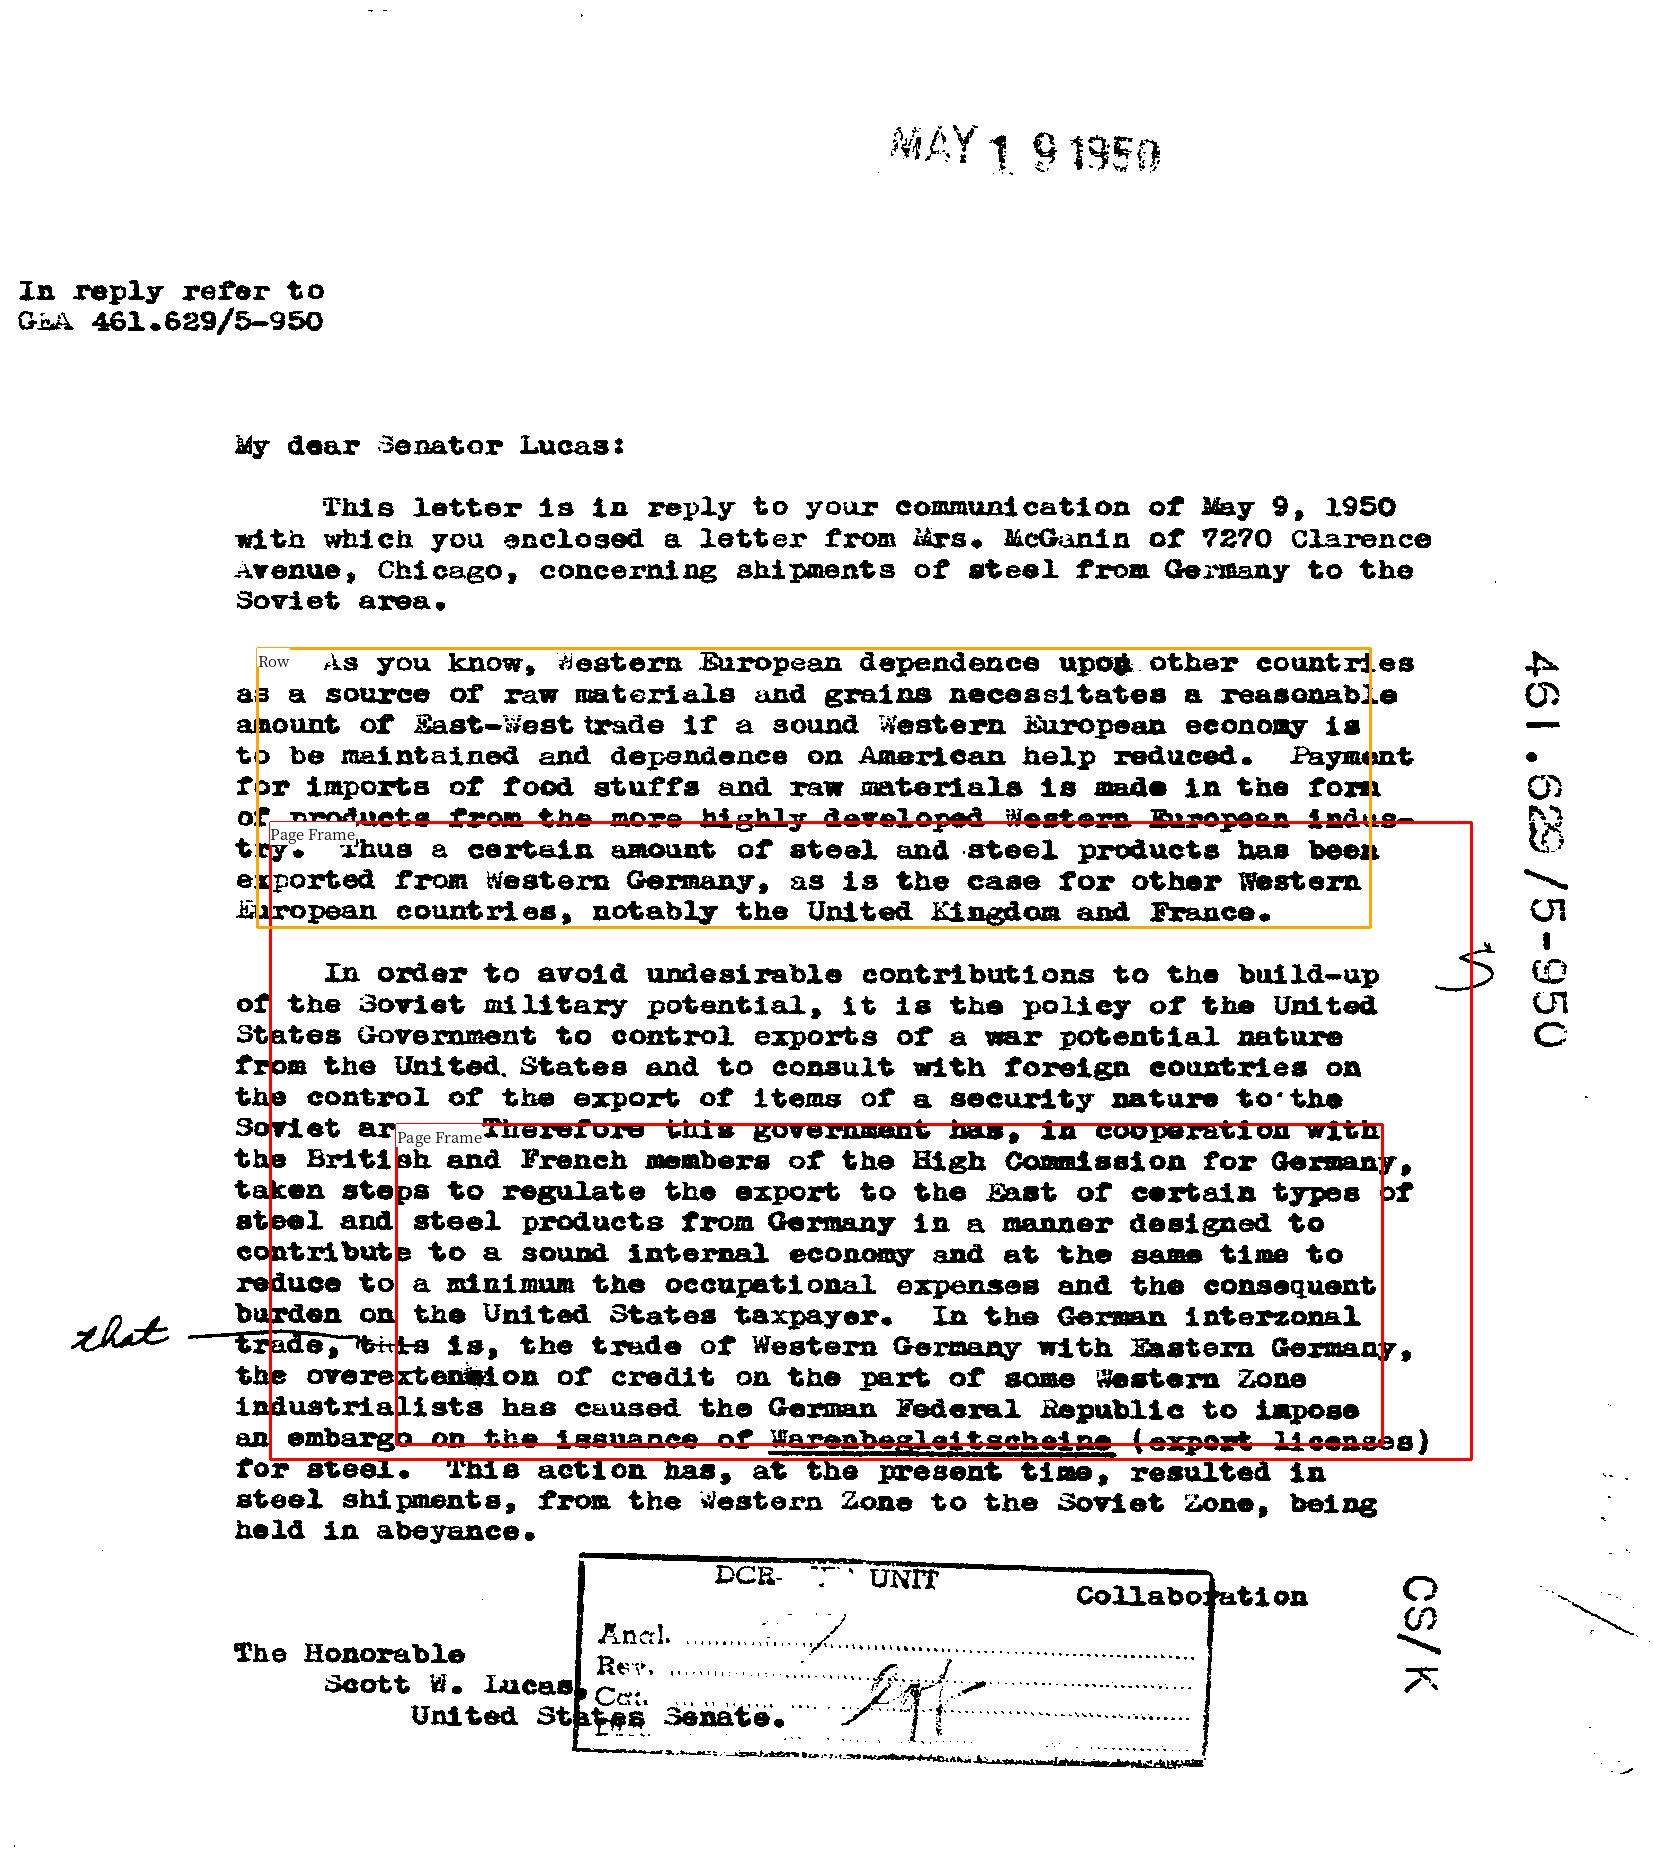 MAY 19 1950
In reply refer to
GEA 461.629/5-950
My dear Senator Lucas:
This letter is in reply to your communication of May 9, 1950
with which you enclosed a letter from Mrs. McGanin of 7270 Clarence
Avenue, Chicago, concerning shipments of steel from Germany to the
Soviet area.
Row
As you know, Western European dependence upon other countries
as a source of raw materials and grains necessitates a reasonable
amount of East-West trade if a sound Western European economy is
to be maintained and dependence on American help reduced. Payment
for imports of food stuffs and raw materials is made in the form
of products from the more highly developed Western European indus-
Page Frame
try. Thus a certain amount of steel and steel products has been
exported from Western Germany, as is the case for other Western
European countries, notably the United Kingdom and France.
In order to avoid undesirable contributions to the build-up
of the Soviet military potential, it is the policy of the United
States Government to control exports of a war potential nature
from the United States and to consult with foreign countries on
the control of the export of items of a security nature to the
Soviet ar Therefore this government has, in cooperation with
Page Frame
the British and French members of the High Commission for Germany,
taken steps to regulate the export to the East of certain types of
steel and steel products from Germany in a manner designed to
contribute to a sound internal economy and at the same time to
reduce to a minimum the occupational expenses and the consequent
burden on the United States taxpayer. In the German interzonal
that
trade, this is, the trade of Western Germany with Eastern Germany,
the overextension of credit on the part of some Western Zone
industrialists has caused the German Federal Republic to impose
an embargo on the issuance of Warenbegleitscheine (export licenses)
for steel. This action has, at the present time, resulted in
steel shipments, from the Western Zone to the Soviet Zone, being
held in abeyance.
461.629/5-950
DCR- UNIT
Collaboration
Anal.
Rev.
Cat.
The Honorable
Scott W. Lucas,
United States Senate.
CS/K